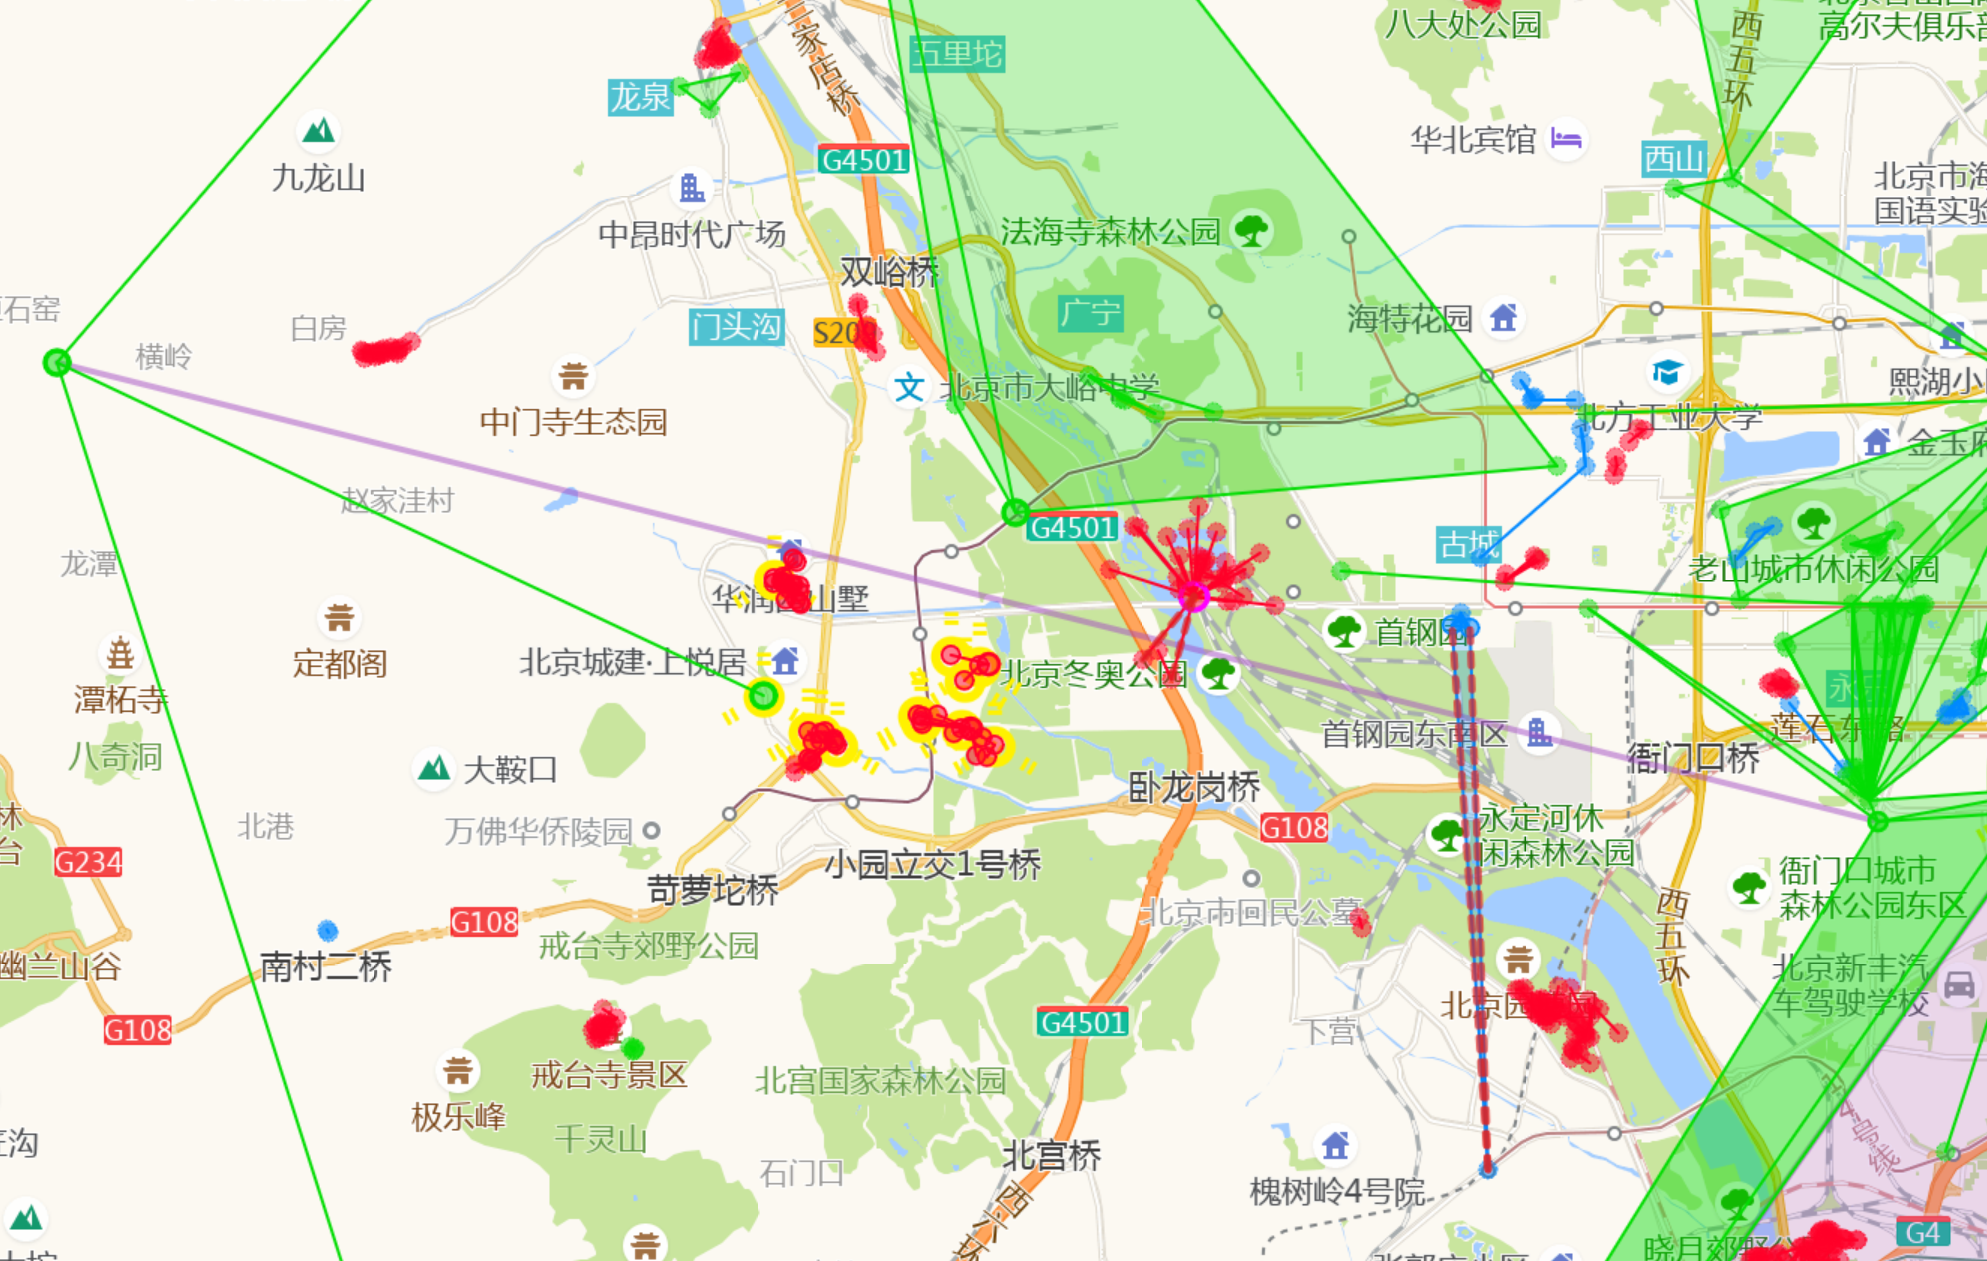 八大处公园
高尔夫俱乐部
西五环
三家店桥
五里坨
龙泉
G4501
华北宾馆
西山
九龙山
北京市海
国语实验
中昂时代广场
法海寺森林公园
双峪桥
石窑
白房
横岭
门头沟
广宁
海特花园
熙湖小
北京市大峪中学
中门寺生态园
北方工业大学
金玉府
赵家洼村
G4501
古城
龙潭
老山城市休闲公园
华润
山墅
首钢园
定都阁
北京城建·上悦居
北京冬奥公园
潭柘寺
八奇洞
莲石东路
首钢园东南区
衙门口桥
大鞍口
卧龙岗桥
北港
万佛华侨陵园
G108
永定河休
闲森林公园
G234
苛萝坨桥
小园立交1号桥
衙门口城市
森林公园东区
G108
北京市回民公墓
西五环
戒台寺郊野公园
幽兰山谷
南村二桥
北京新丰汽
车驾驶学校
北京园
G108
G4501
下营
戒台寺景区
北宫国家森林公园
极乐峰
千灵山
北宫桥
石门口
槐树岭4号院
西六环
G4
晓月郊野公